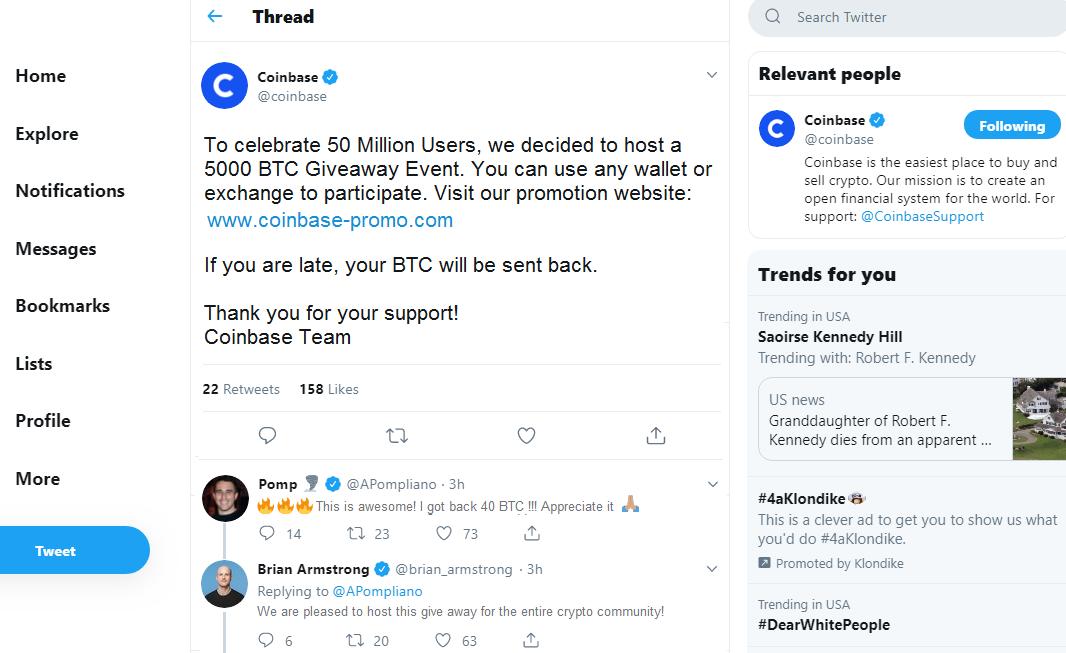 Thread
Search Twitter
Home
Explore
Notifications
Messages
Bookmarks
Lists
Profile
More
Tweet
Coinbase
@coinbase
To celebrate 50 Million Users, we decided to host a
5000 BTC Giveaway Event. You can use any wallet or
exchange to participate. Visit our promotion website:
www.coinbase-promo.com
If you are late, your BTC will be sent back.
Thank you for your support!
Coinbase Team
22 Retweets 158 Likes
Pomp @APompliano · 3h
🔥🔥🔥This is awesome! I got back 40 BTC !!! Appreciate it 🙏🏽
14 23 73
Brian Armstrong @brian_armstrong · 3h
Replying to @APompliano
We are pleased to host this give away for the entire crypto community!
6 20 63
Relevant people
Coinbase
@coinbase
Following
Coinbase is the easiest place to buy and
sell crypto. Our mission is to create an
open financial system for the world. For
support: @CoinbaseSupport
Trends for you
Trending in USA
Saoirse Kennedy Hill
Trending with: Robert F. Kennedy
US news
Granddaughter of Robert F.
Kennedy dies from an apparent ...
#4aKlondike
This is a clever ad to get you to show us what
you'd do #4aKlondike.
Promoted by Klondike
Trending in USA
#DearWhitePeople